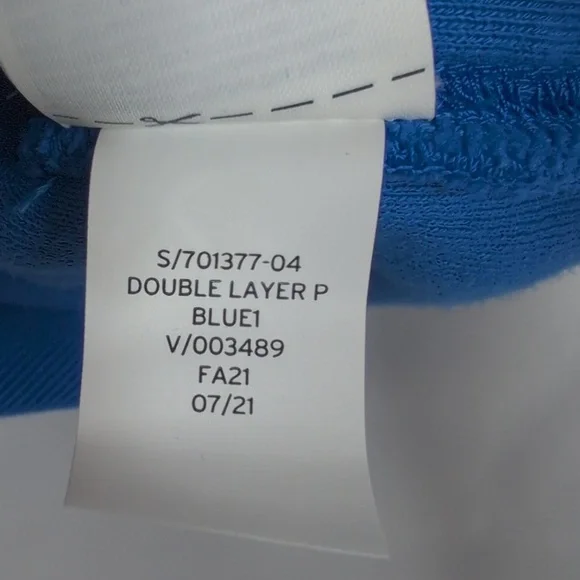 S/701377-04
DOUBLE LAYER P
BLUE1
V/003489
FA21
07/21